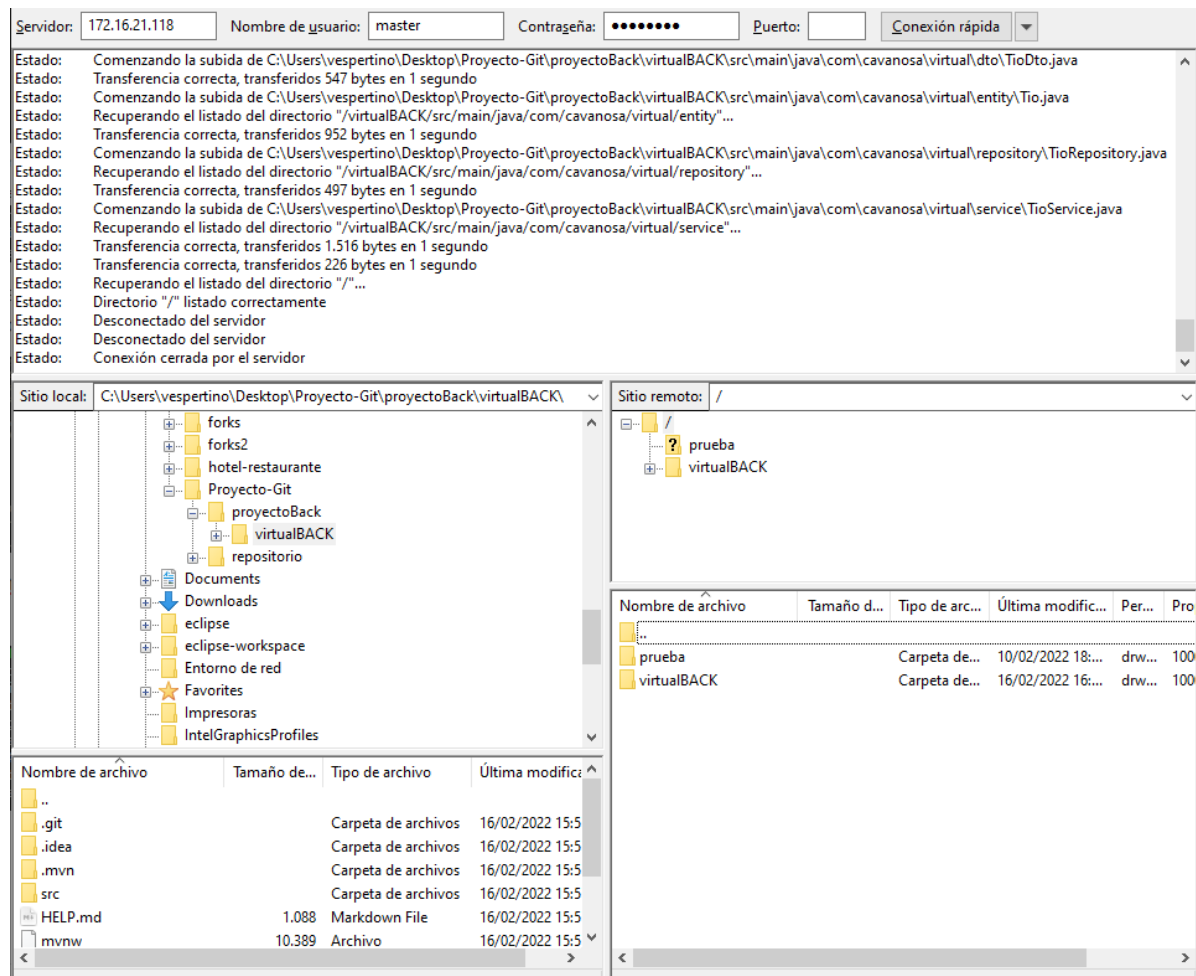 Servidor: 172.16.21.118 Nombre de usuario: master Contraseña: ●●●●●●●● Puerto: Conexión rápida
Estado: Comenzando la subida de C:\Users\vespertino\Desktop\Proyecto-Git\proyectoBack\virtualBACK\src\main\java\com\cavanosa\virtual\dto\TioDto.java
Estado: Transferencia correcta, transferidos 547 bytes en 1 segundo
Estado: Comenzando la subida de C:\Users\vespertino\Desktop\Proyecto-Git\proyectoBack\virtualBACK\src\main\java\com\cavanosa\virtual\entity\Tio.java
Estado: Recuperando el listado del directorio "/virtualBACK/src/main/java/com/cavanosa/virtual/entity"...
Estado: Transferencia correcta, transferidos 952 bytes en 1 segundo
Estado: Comenzando la subida de C:\Users\vespertino\Desktop\Proyecto-Git\proyectoBack\virtualBACK\src\main\java\com\cavanosa\virtual\repository\TioRepository.java
Estado: Recuperando el listado del directorio "/virtualBACK/src/main/java/com/cavanosa/virtual/repository"...
Estado: Transferencia correcta, transferidos 497 bytes en 1 segundo
Estado: Comenzando la subida de C:\Users\vespertino\Desktop\Proyecto-Git\proyectoBack\virtualBACK\src\main\java\com\cavanosa\virtual\service\TioService.java
Estado: Recuperando el listado del directorio "/virtualBACK/src/main/java/com/cavanosa/virtual/service"...
Estado: Transferencia correcta, transferidos 1.516 bytes en 1 segundo
Estado: Transferencia correcta, transferidos 226 bytes en 1 segundo
Estado: Recuperando el listado del directorio "/"...
Estado: Directorio "/" listado correctamente
Estado: Desconectado del servidor
Estado: Desconectado del servidor
Estado: Conexión cerrada por el servidor
Sitio local: C:\Users\vespertino\Desktop\Proyecto-Git\proyectoBack\virtualBACK\
forks
forks2
hotel-restaurante
Proyecto-Git
proyectoBack
virtualBACK
repositorio
Documents
Downloads
eclipse
eclipse-workspace
Entorno de red
Favorites
Impresoras
IntelGraphicsProfiles
Nombre de archivo Tamaño de... Tipo de archivo Última modifica
..
.git Carpeta de archivos 16/02/2022 15:5
.idea Carpeta de archivos 16/02/2022 15:5
.mvn Carpeta de archivos 16/02/2022 15:5
src Carpeta de archivos 16/02/2022 15:5
HELP.md 1.088 Markdown File 16/02/2022 15:5
mvnw 10.389 Archivo 16/02/2022 15:5
Sitio remoto: /
/
? prueba
virtualBACK
Nombre de archivo Tamaño d... Tipo de arc... Última modific... Per... Pro
..
prueba Carpeta de... 10/02/2022 18:... drw... 100
virtualBACK Carpeta de... 16/02/2022 16:... drw... 100